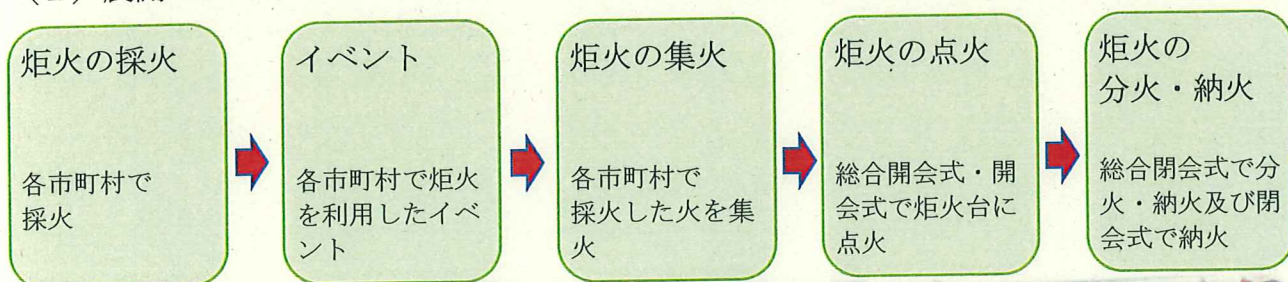 炬火の採火
各市町村で
採火
イベント
各市町村で炬火
を利用したイベ
ント
炬火の集火
各市町村で
採火した火を集
火
炬火の点火
総合開会式・開
会式で炬火台に
点火
炬火の
分火・納火
総合閉会式で分
火・納火及び閉
会式で納火